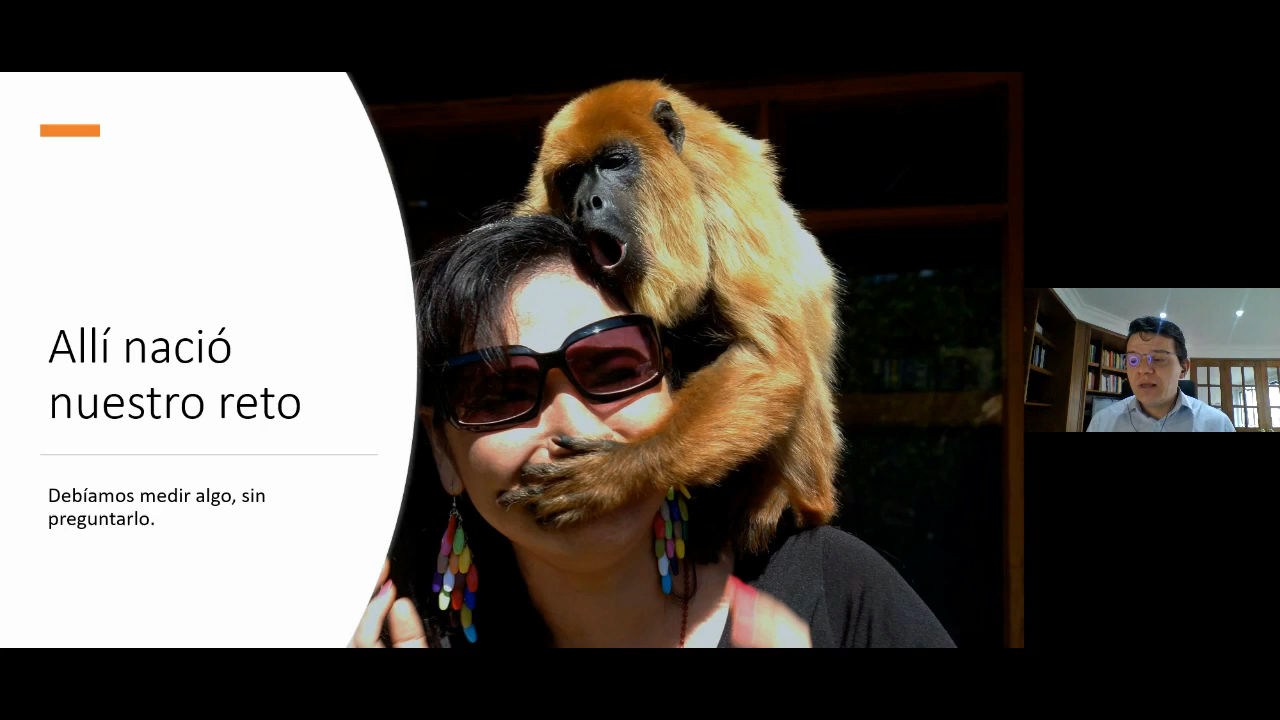 Allí nació
nuestro reto
Debíamos medir algo, sin
preguntarlo.